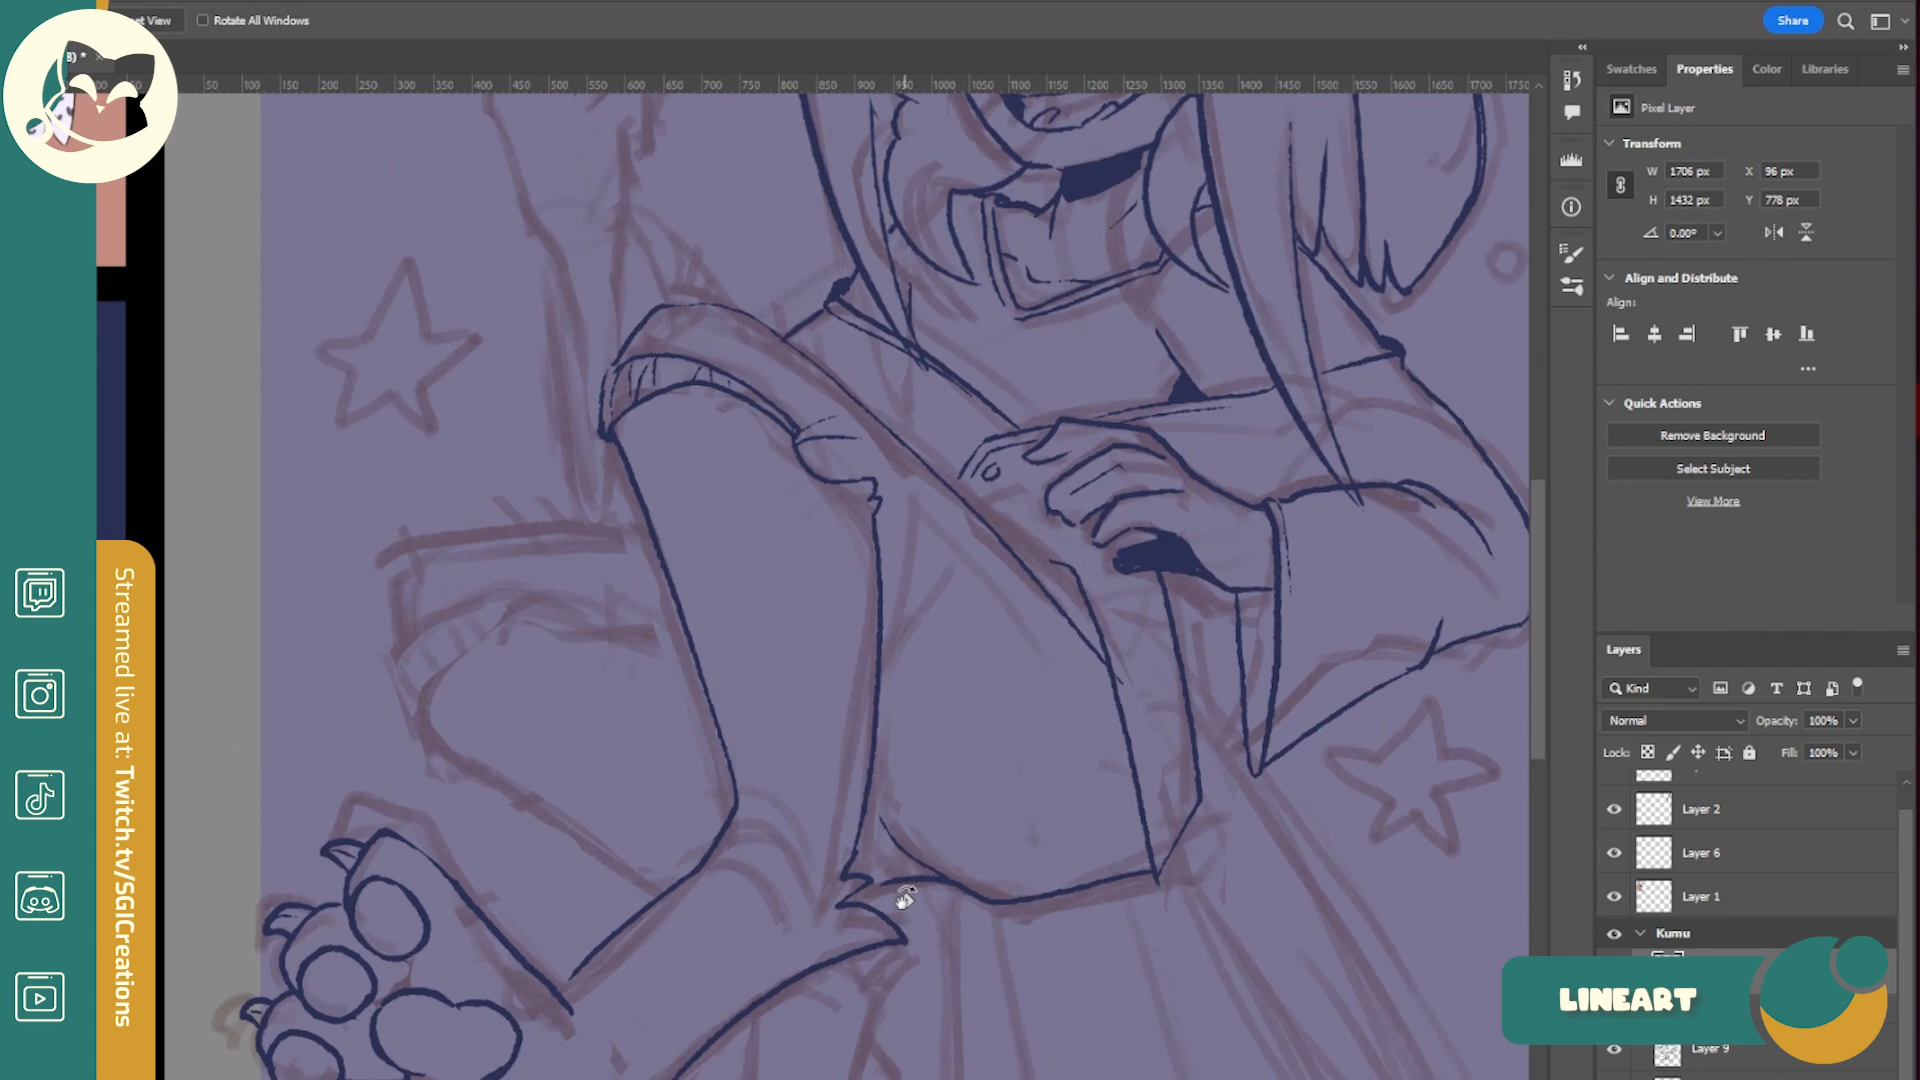 Rotate All Windows
Share
50 100 150 200 250 300 350 400 450 500 550 600 650 700 750 800 850 900 950 1000 1050 1100 1150 1200 1250 1300 1350 1400 1450 1500 1550 1600 1650 1700 1750
Swatches Properties Color Libraries
Pixel Layer
Transform
W 1706 px X 96 px
H 1432 px Y 778 px
0.00°
Align and Distribute
Align:
Quick Actions
Remove Background
Select Subject
View More
Layers
Kind
Normal Opacity: 100%
Lock: Fill: 100%
Layer 2
Layer 6
Layer 1
Kumu
Layer 9
LINEART
Streamed live at: Twitch.tv/SGICreations